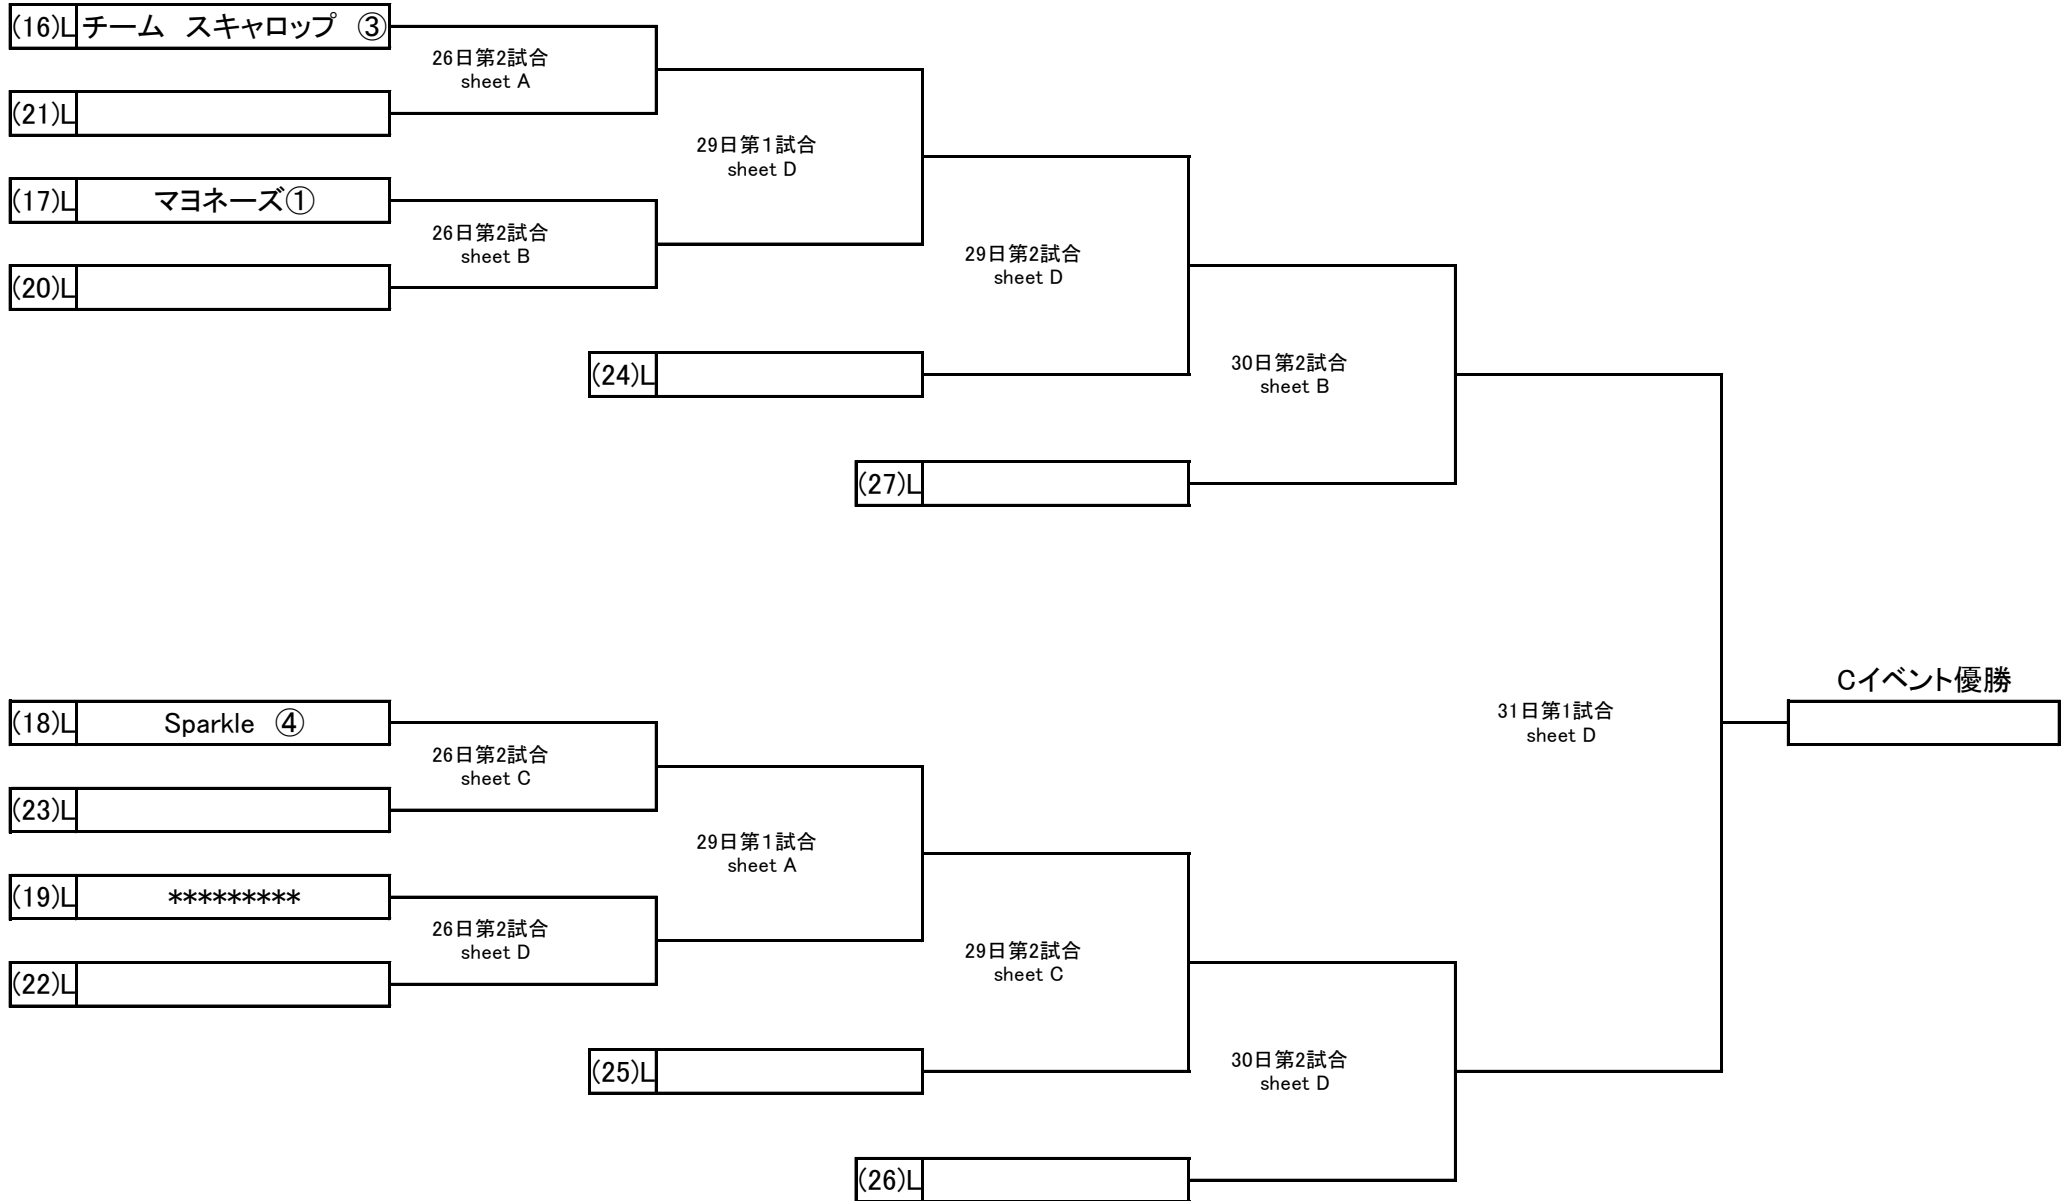 (16)L チーム　スキャロップ　③
26日第2試合
sheet A
(21)L
29日第１試合
sheet D
(17)L マヨネーズ①
26日第2試合
sheet B
29日第2試合
sheet D
(20)L
30日第2試合
sheet B
(24)L
(27)L
Cイベント優勝
(18)L Sparkle　④
31日第1試合
sheet D
26日第2試合
sheet C
(23)L
29日第１試合
sheet A
(19)L *********
26日第2試合
sheet D
29日第2試合
sheet C
(22)L
30日第2試合
sheet D
(25)L
(26)L